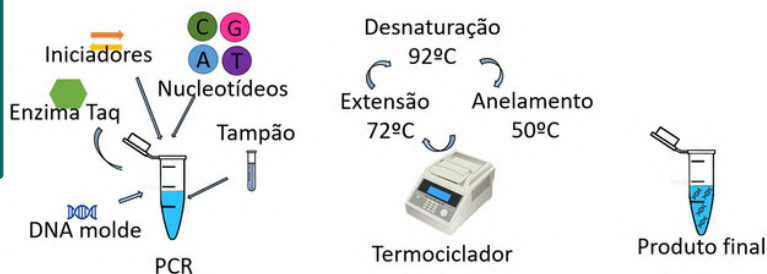 Iniciadores
C G
A T
Nucleotídeos
Enzima Taq
Tampão
DNA molde
PCR
Desnaturação
92ºC
Extensão
72ºC
Anelamento
50ºC
Termociclador
Produto final